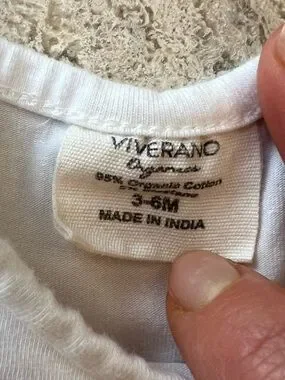 VIVERANO
Organics
95% Organic Cotton
3-6M
MADE IN INDIA